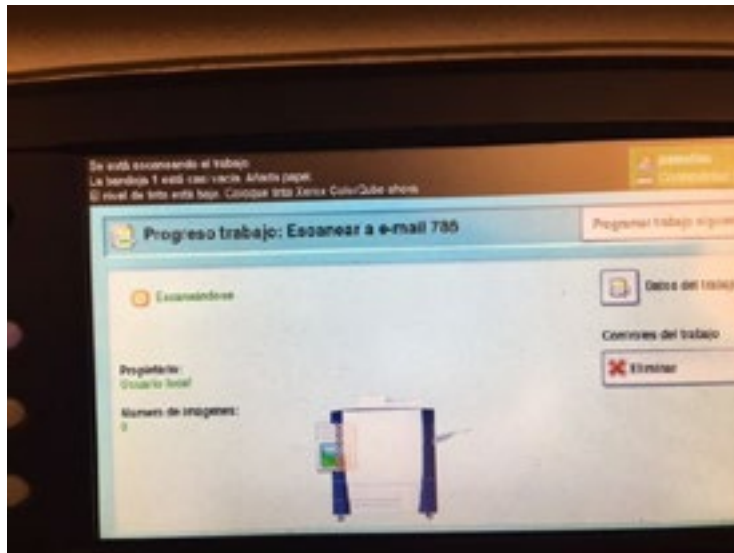 Se está escaneando el trabajo
La bandeja 1 está casi vacía. Añada papel.
El nivel de tinta está bajo. Coloque tinta Xerox ColorQube ahora
Progreso trabajo: Escanear a e-mail 785
Programar trabajo
Escaneándose
Datos del trabajo
Propietario:
Usuario local
Controles del trabajo
Eliminar
Número de imágenes:
0